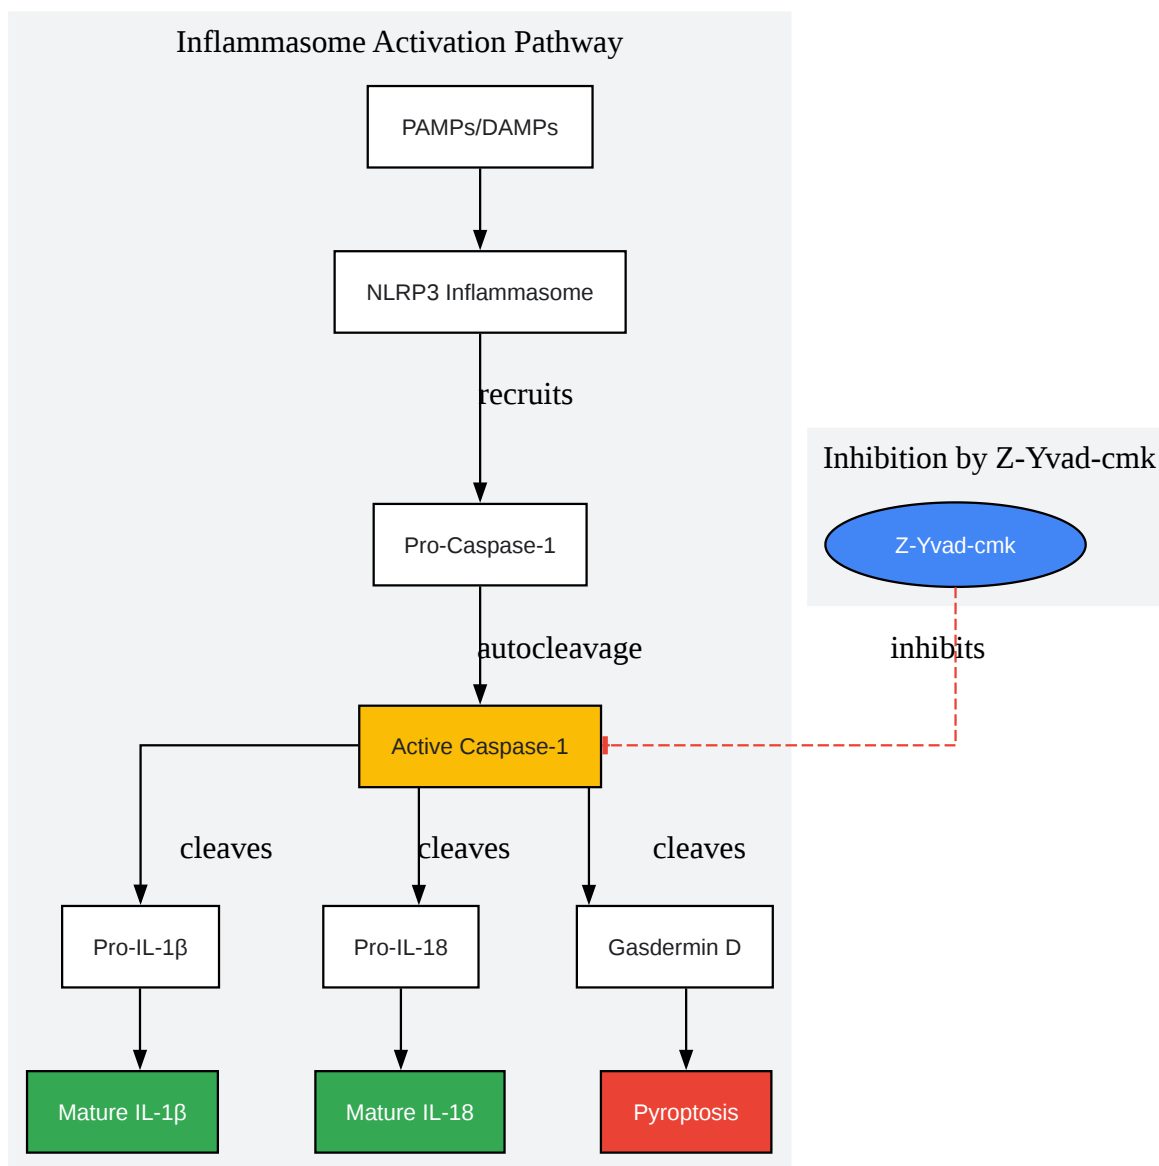 Inflammasome Activation Pathway
PAMPs/DAMPs
NLRP3 Inflammasome
recruits
Inhibition by Z-Yvad-cmk
Pro-Caspase-1
Z-Yvad-cmk
autocleavage
inhibits
Active Caspase-1
cleaves
cleaves
cleaves
Pro-IL-1β
Pro-IL-18
Gasdermin D
Mature IL-1β
Mature IL-18
Pyroptosis